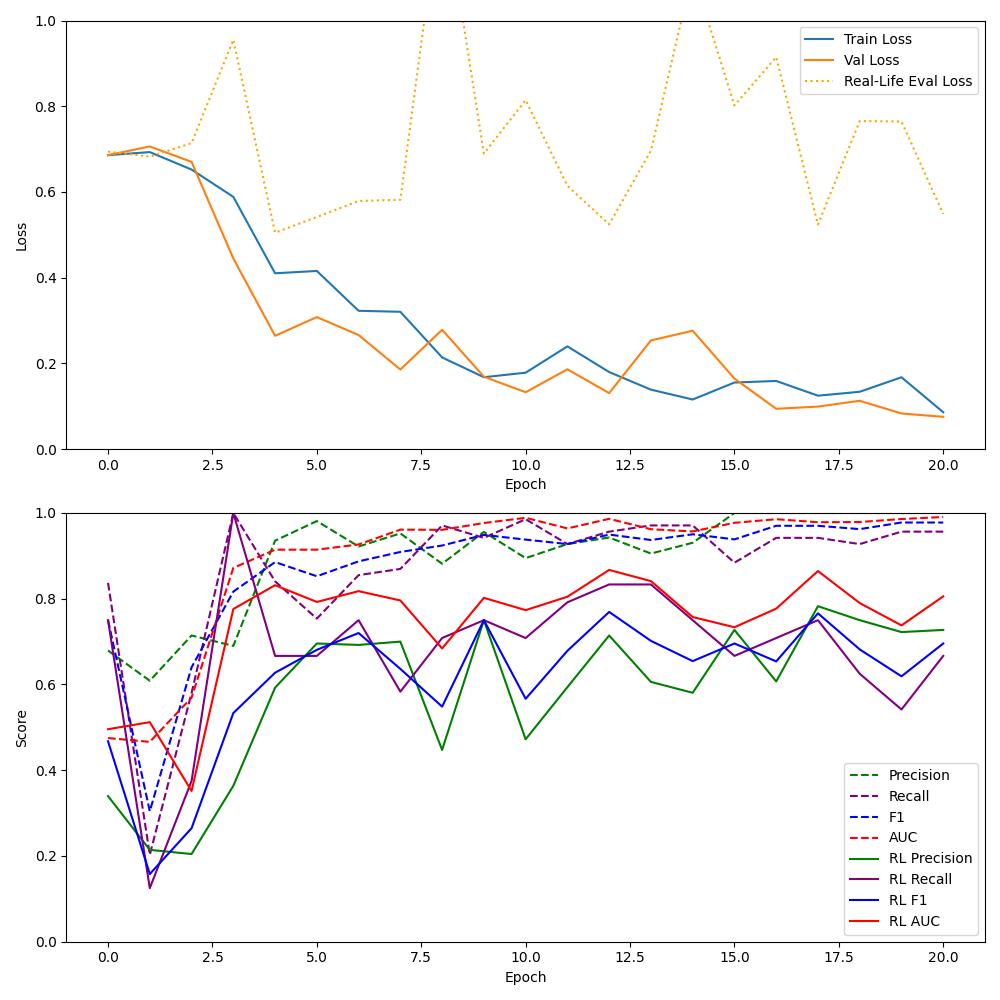 1.0
0.8
0.6
0.4
0.2
0.0
Loss
Train Loss
Val Loss
Real-Life Eval Loss
0.0 2.5 5.0 7.5 10.0 12.5 15.0 17.5 20.0
Epoch
1.0
0.8
0.6
0.4
0.2
0.0
Score
Precision
Recall
F1
AUC
RL Precision
RL Recall
RL F1
RL AUC
0.0 2.5 5.0 7.5 10.0 12.5 15.0 17.5 20.0
Epoch